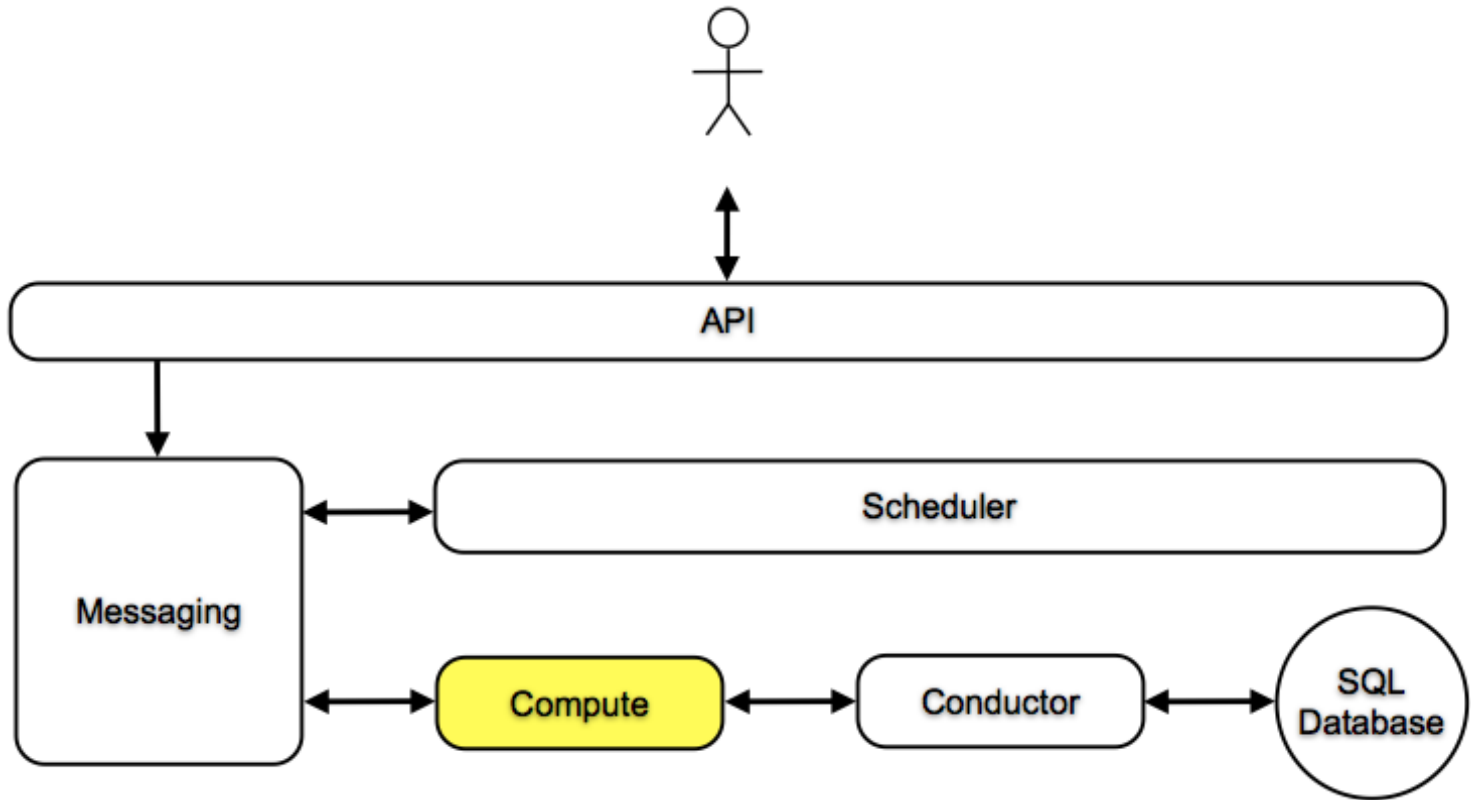 API
Scheduler
Messaging
Compute
Conductor
SQL
Database